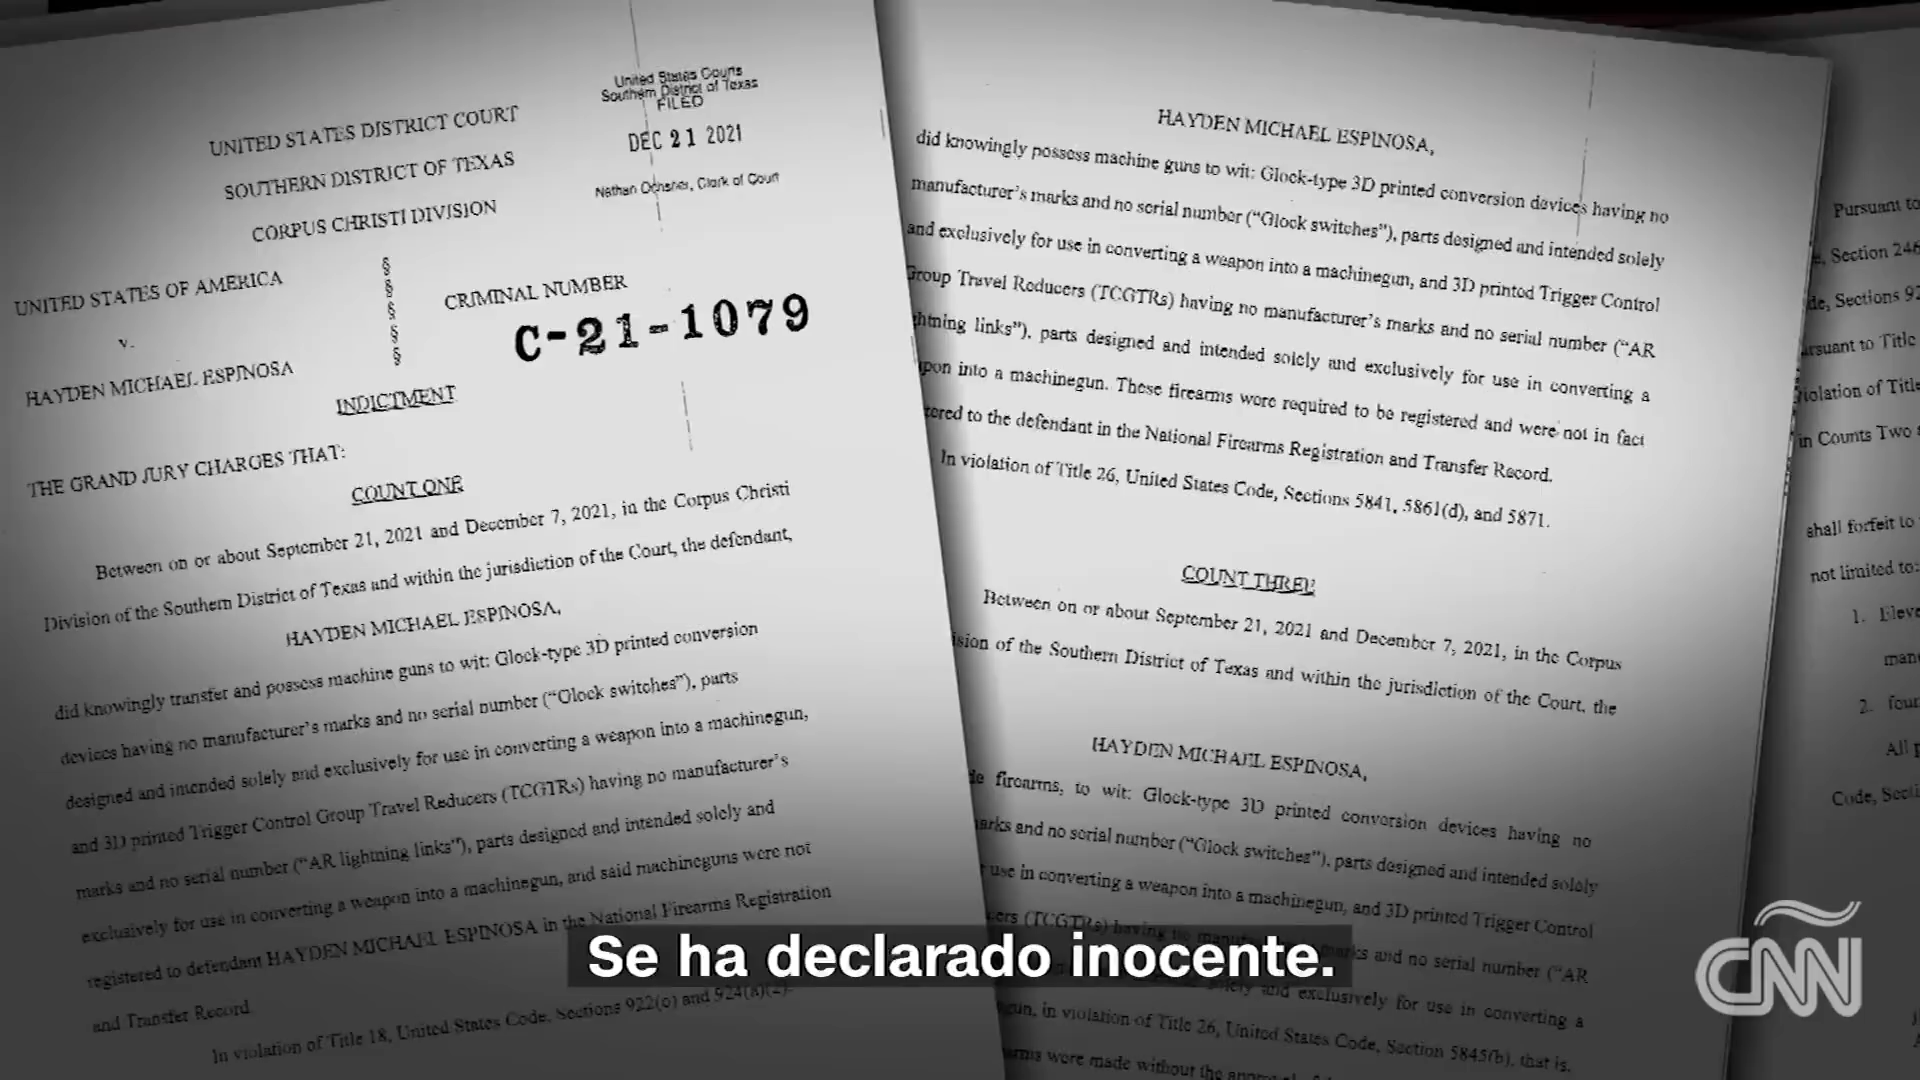 United States Courts
Southern District of Texas
FILED
DEC 21 2021
Nathan Ochsner, Clerk of Court
UNITED STATES DISTRICT COURT
SOUTHERN DISTRICT OF TEXAS
CORPUS CHRISTI DIVISION
UNITED STATES OF AMERICA
v.
HAYDEN MICHAEL ESPINOSA
§
§
§
§
§
CRIMINAL NUMBER
C-21-1079
INDICTMENT
THE GRAND JURY CHARGES THAT:
COUNT ONE
Between on or about September 21, 2021 and December 7, 2021, in the Corpus Christi
Division of the Southern District of Texas and within the jurisdiction of the Court, the defendant,
HAYDEN MICHAEL ESPINOSA,
did knowingly transfer and possess machine guns to wit: Glock-type 3D printed conversion
devices having no manufacturer's marks and no serial number ("Glock switches"), parts
designed and intended solely and exclusively for use in converting a weapon into a machinegun,
and 3D printed Trigger Control Group Travel Reducers (TCGTRs) having no manufacturer's
marks and no serial number ("AR lightning links"), parts designed and intended solely and
exclusively for use in converting a weapon into a machinegun, and said machineguns were not
registered to defendant HAYDEN MICHAEL ESPINOSA in the National Firearms Registration
and Transfer Record.
In violation of Title 18, United States Code, Sections 922(o) and 924(a)(2).
HAYDEN MICHAEL ESPINOSA,
did knowingly possess machine guns to wit: Glock-type 3D printed conversion devices having no
manufacturer's marks and no serial number ("Glock switches"), parts designed and intended solely
and exclusively for use in converting a weapon into a machinegun, and 3D printed Trigger Control
Group Travel Reducers (TCGTRs) having no manufacturer's marks and no serial number ("AR
links"), parts designed and intended solely and exclusively for use in converting a
into a machinegun. These firearms were required to be registered and were not in fact
to the defendant in the National Firearms Registration and Transfer Record.
In violation of Title 26, United States Code, Sections 5841, 5861(d), and 5871.
COUNT THREE
Between on or about September 21, 2021 and December 7, 2021, in the Corpus
of the Southern District of Texas and within the jurisdiction of the Court, the
HAYDEN MICHAEL ESPINOSA,
firearms, to wit: Glock-type 3D printed conversion devices having no
marks and no serial number ("Glock switches"), parts designed and intended solely
use in converting a weapon into a machinegun, and 3D printed Trigger Control
(TCGTRs) having no marks and no serial number ("AR
solely and exclusively for use in converting a
in violation of Title 26, United States Code, Section 5845(b), that is,
were made without the
Pursuant to
Section 246
Sections 92
pursuant to Title
violation of Title
in Counts Two
shall forfeit to
not limited to:
1.
2. four
All
Code,
Se ha declarado inocente.
CNN